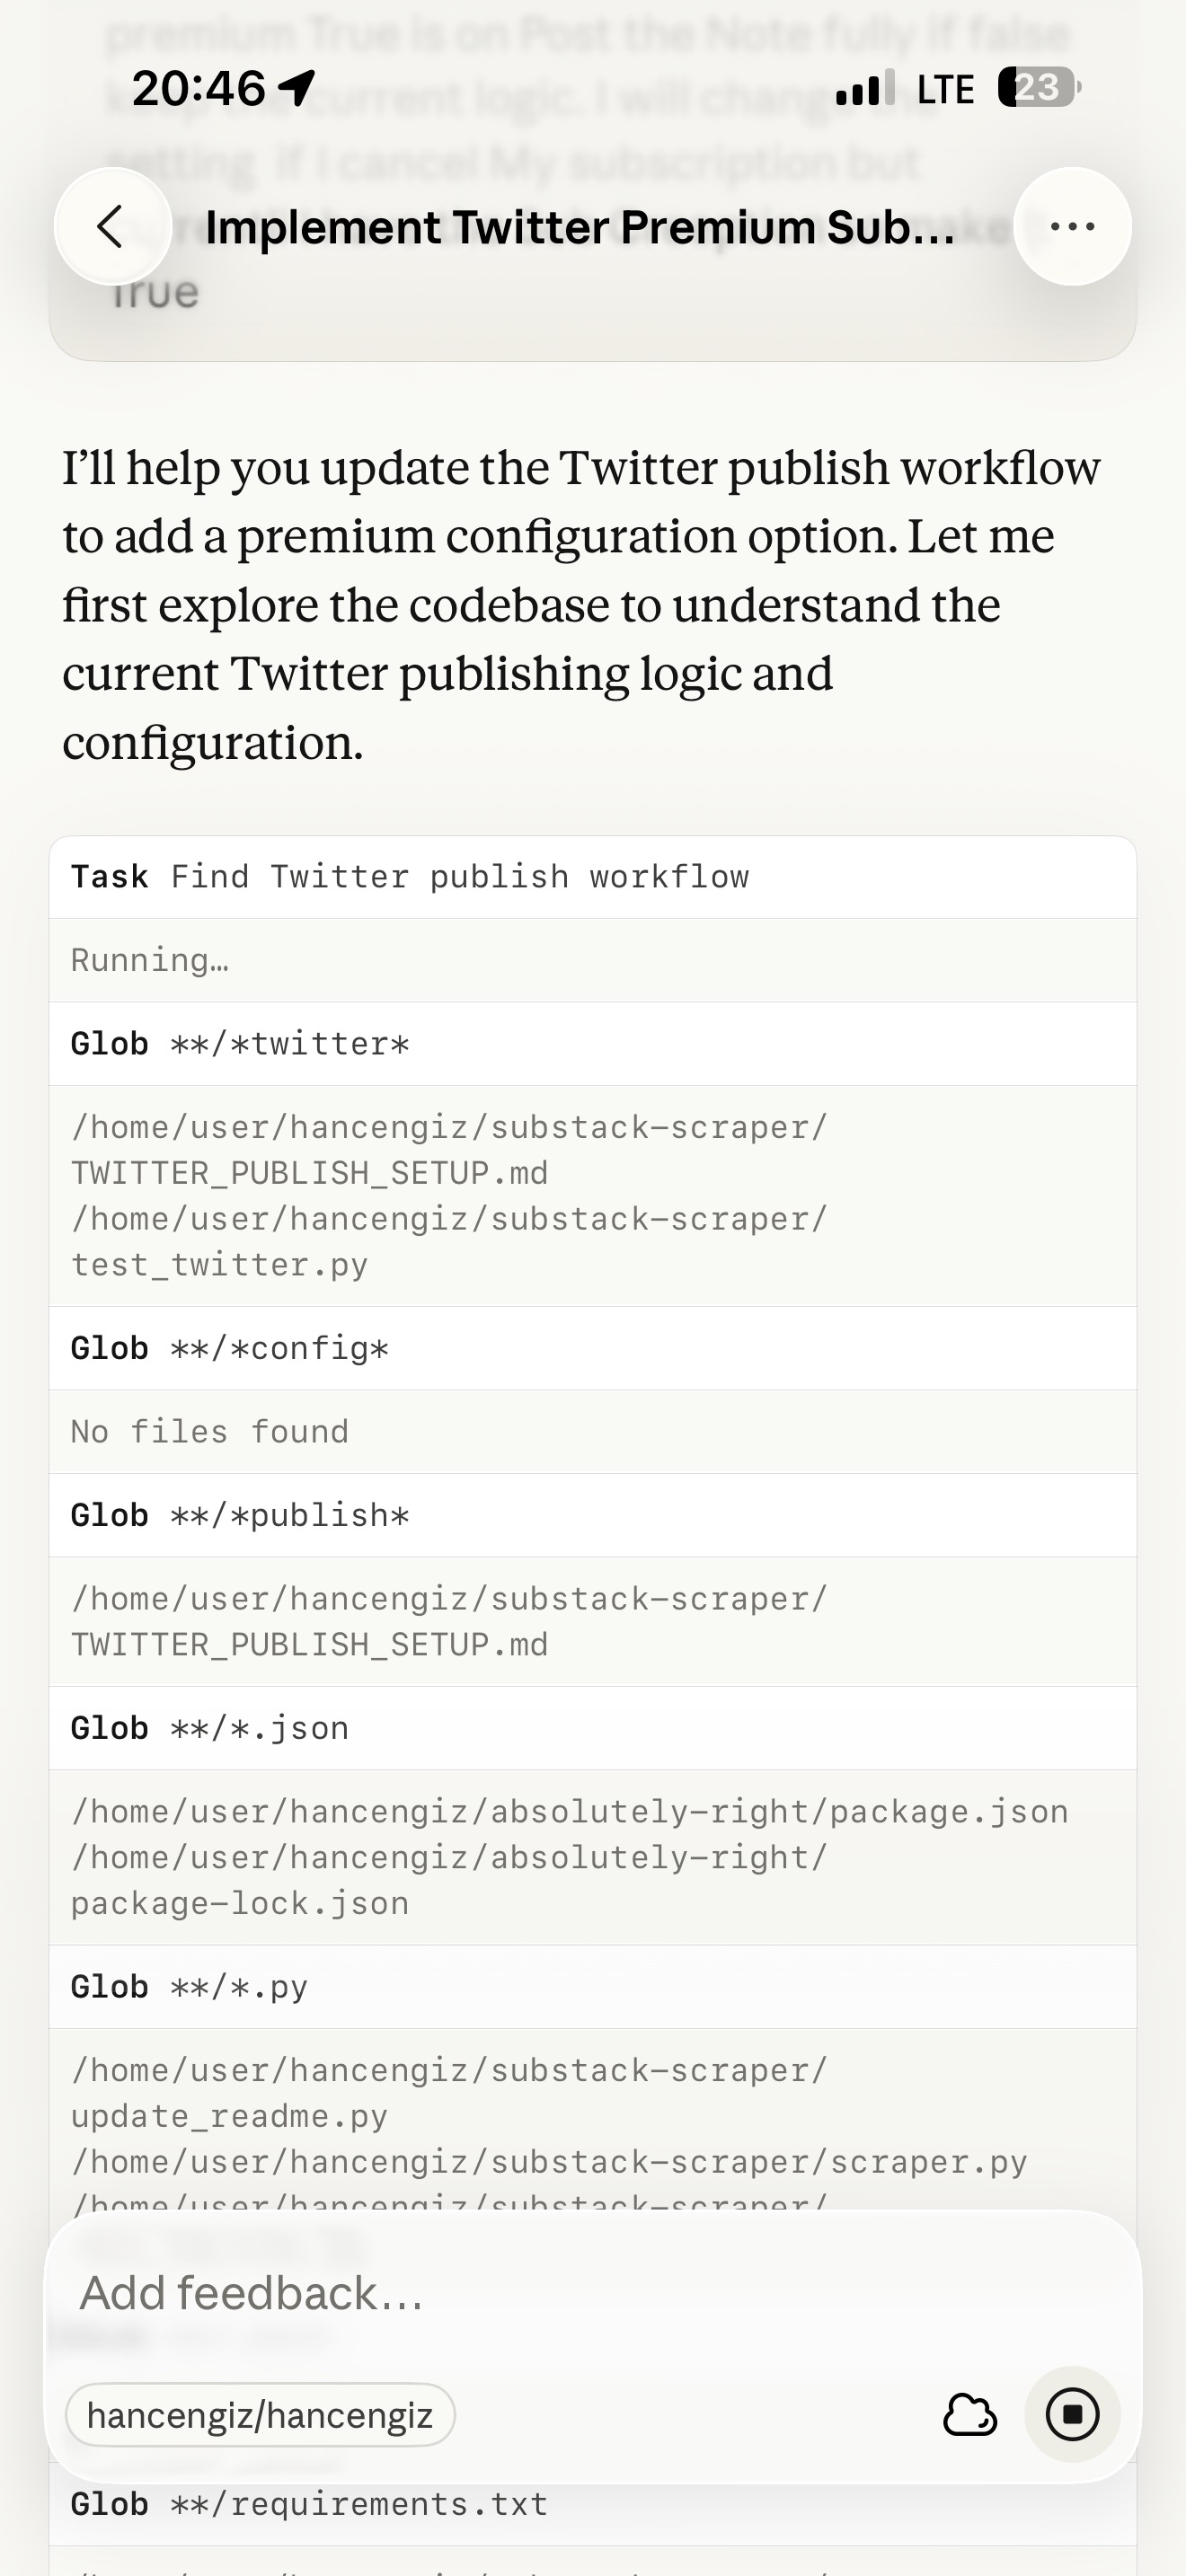 premium True is on Post the Note fully if false
20:46
LTE
23
current logic. I will change the
setting if I cancel My subscription but
Implement Twitter Premium Sub...
True
I'll help you update the Twitter publish workflow
to add a premium configuration option. Let me
first explore the codebase to understand the
current Twitter publishing logic and
configuration.
Task Find Twitter publish workflow
Running…
Glob **/*twitter*
/home/user/hancengiz/substack-scraper/
TWITTER_PUBLISH_SETUP.md
/home/user/hancengiz/substack-scraper/
test_twitter.py
Glob **/*config*
No files found
Glob **/*publish*
/home/user/hancengiz/substack-scraper/
TWITTER_PUBLISH_SETUP.md
Glob **/*.json
/home/user/hancengiz/absolutely-right/package.json
/home/user/hancengiz/absolutely-right/
package-lock.json
Glob **/*.py
/home/user/hancengiz/substack-scraper/
update_readme.py
/home/user/hancengiz/substack-scraper/scraper.py
/home/user/hancengiz/substack-scraper/
Add feedback...
hancengiz/hancengiz
Glob **/requirements.txt